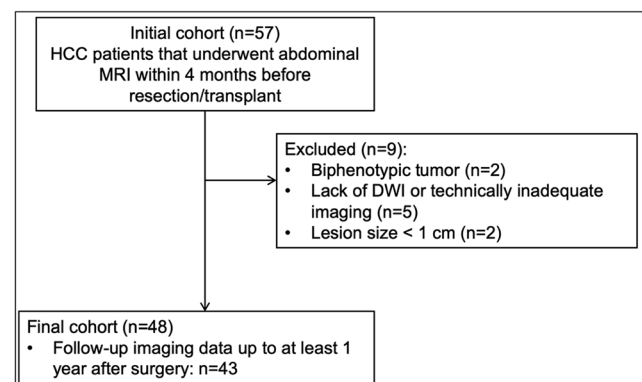 Initial cohort (n=57)
HCC patients that underwent abdominal
MRI within 4 months before
resection/transplant
Excluded (n=9):
• Biphenotypic tumor (n=2)
• Lack of DWI or technically inadequate
imaging (n=5)
• Lesion size < 1 cm (n=2)
Final cohort (n=48)
• Follow-up imaging data up to at least 1
year after surgery: n=43